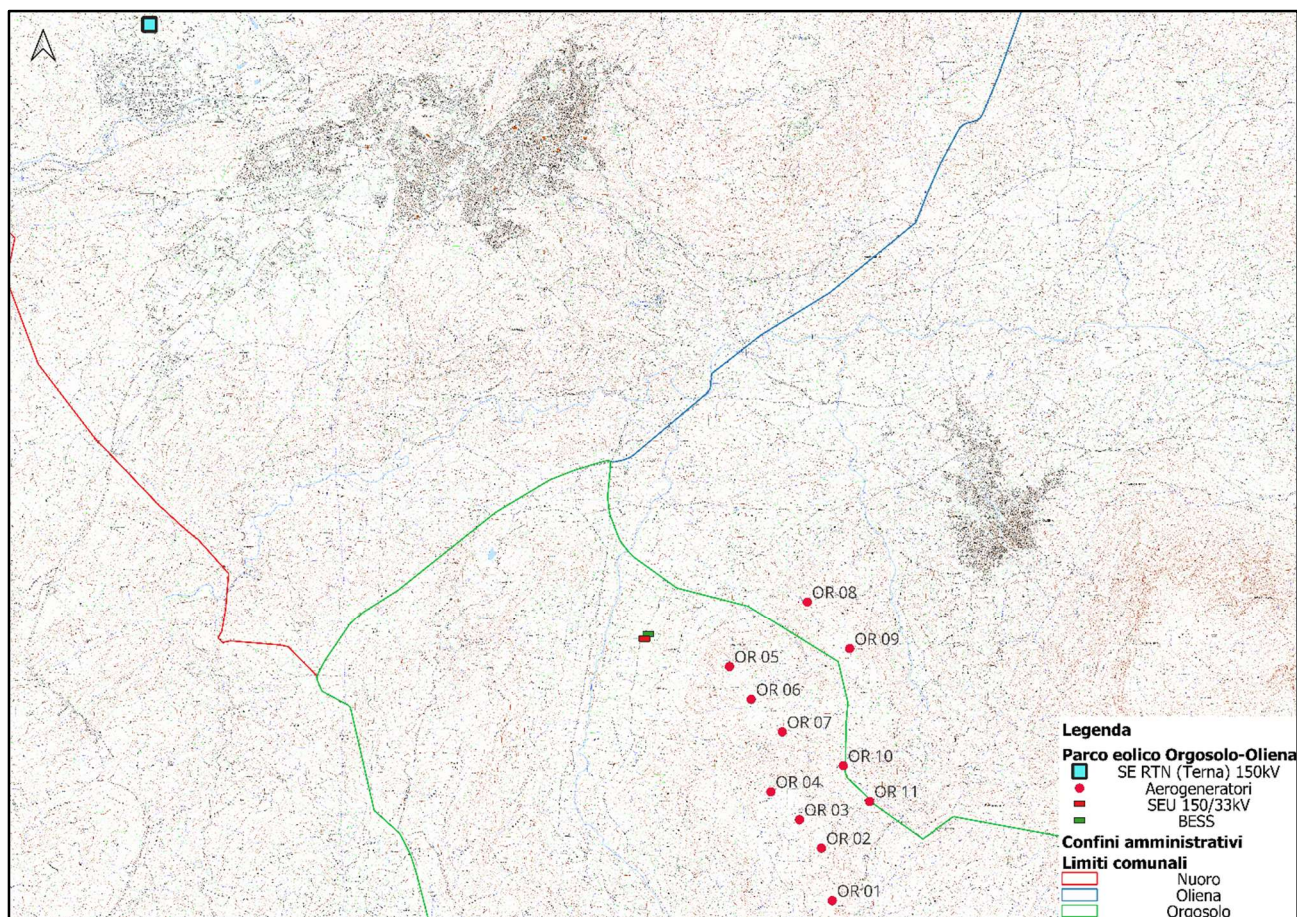 OR 08
OR 09
OR 05
OR 06
OR 07
OR 10
OR 04
OR 11
OR 03
OR 02
OR 01
Legenda
Parco eolico Orgosolo-Oliena
SE RTN (Terna) 150kV
Aerogeneratori
SEU 150/33kV
BESS
Confini amministrativi
Limiti comunali
Nuoro
Oliena
Orgosolo